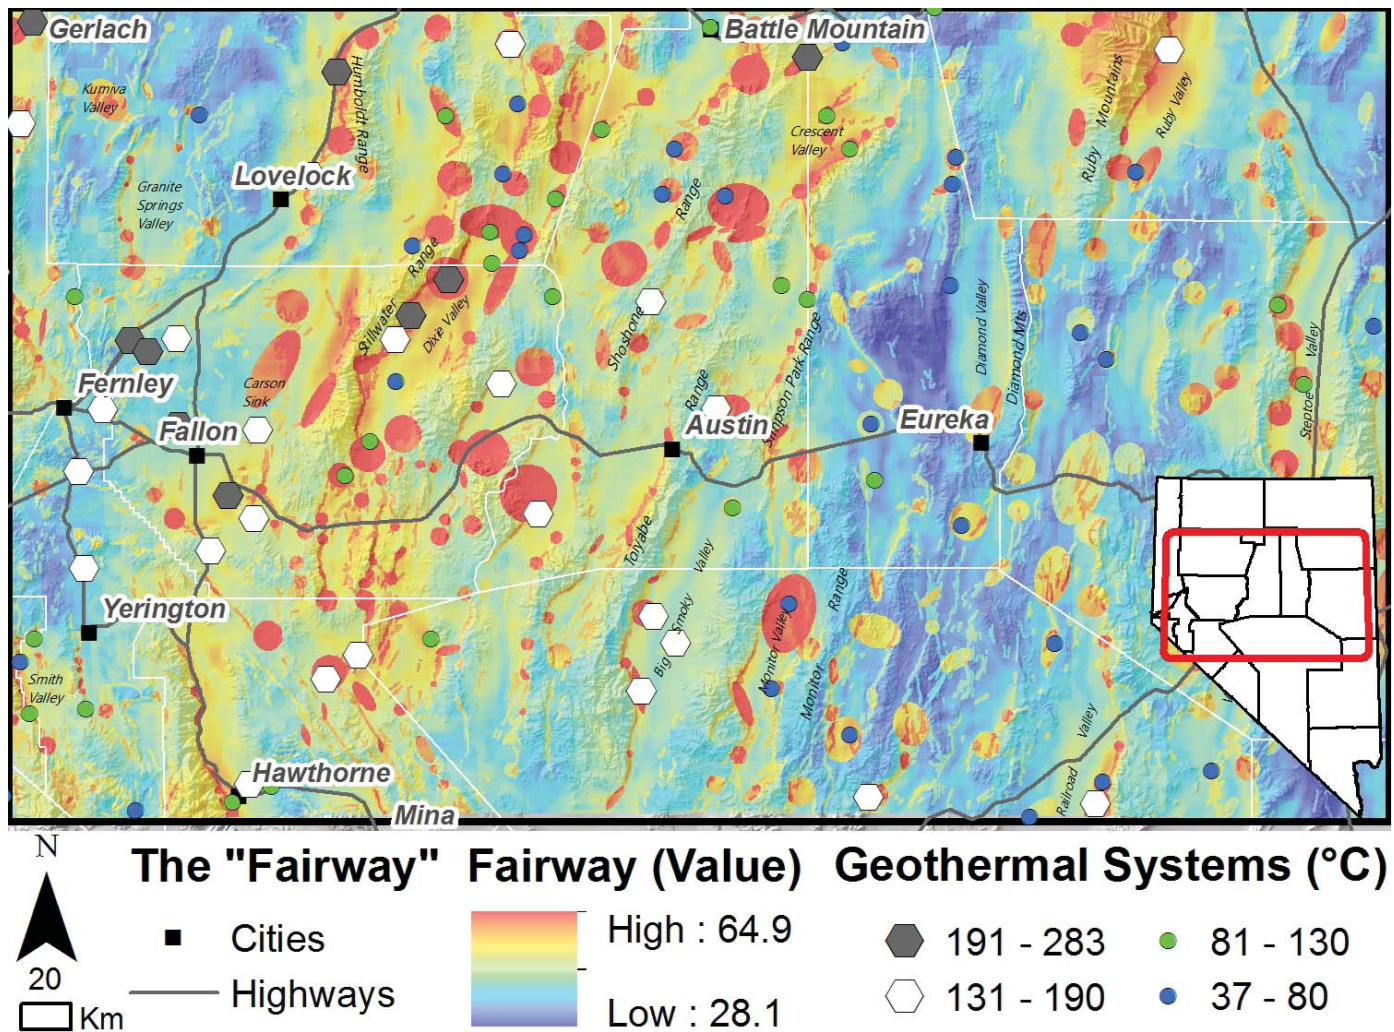 Gerlach
Battle Mountain
Kumiva
Valley
Humboldt Range
Mountains
Ruby Valley
Crescent
Valley
Ruby
Lovelock
Granite
Springs
Valley
Range
Range
Stillwater
Dixie Valley
Shoshone
Simpson Park Range
Diamond Valley
Diamond Mts
Valley
Steptoe
Fernley
Carson
Sink
Range
Fallon
Austin
Eureka
Toiyabe
Valley
Smoky
Big
Range
Monitor Valley
Monitor
Yerington
Smith
Valley
Valley
Railroad
Hawthorne
Mina
N
20
Km
The "Fairway"
Cities
Highways
Fairway (Value)
High : 64.9
Low : 28.1
Geothermal Systems (°C)
191 - 283
131 - 190
81 - 130
37 - 80